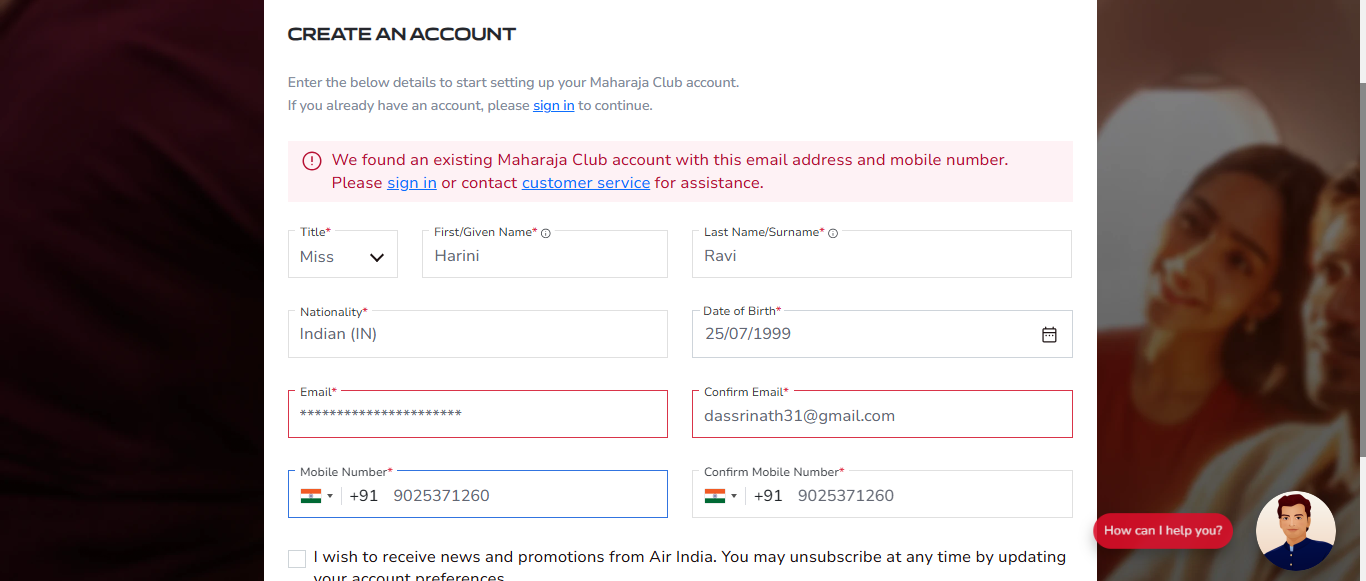 CREATE AN ACCOUNT
Enter the below details to start setting up your Maharaja Club account.
If you already have an account, please sign in to continue.
We found an existing Maharaja Club account with this email address and mobile number.
Please sign in or contact customer service for assistance.
Title*
First/Given Name*
Last Name/Surname*
Miss
Harini
Ravi
Nationality*
Date of Birth*
Indian (IN)
25/07/1999
Email*
Confirm Email*
**********************
dassrinath31@gmail.com
Mobile Number*
Confirm Mobile Number*
+91 9025371260
+91 9025371260
How can I help you?
I wish to receive news and promotions from Air India. You may unsubscribe at any time by updating
your account preferences.